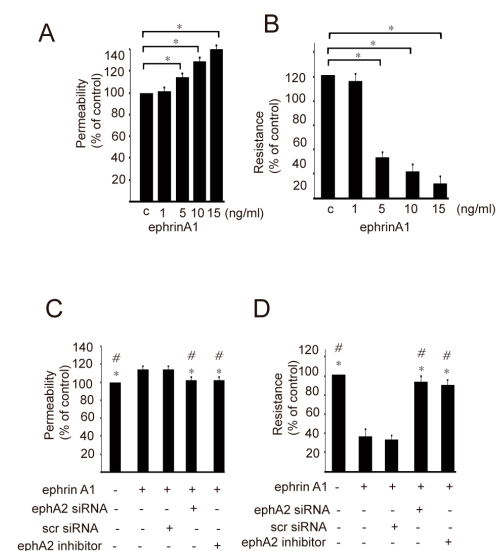 A
* 
*
*
Permeability
(% of control)
140
120
100
80
60
40
20
c 1 5 10 15 (ng/ml)
ephrinA1
B
*
*
*
Resistance
(% of control)
120
100
80
60
40
20
c 1 5 10 15 (ng/ml)
ephrinA1
C
Permeability
(% of control)
140
120
100
80
60
40
20
# # #
* * *
ephrin A1 - + + + +
ephA2 siRNA - - - + -
scr siRNA - - + - -
ephA2 inhibitor - - - - +
D
Resistance
(% of control)
120
100
80
60
40
20
# # #
* * *
ephrin A1 - + + + +
ephA2 siRNA - - - + -
scr siRNA - - + - -
ephA2 inhibitor - - - - +